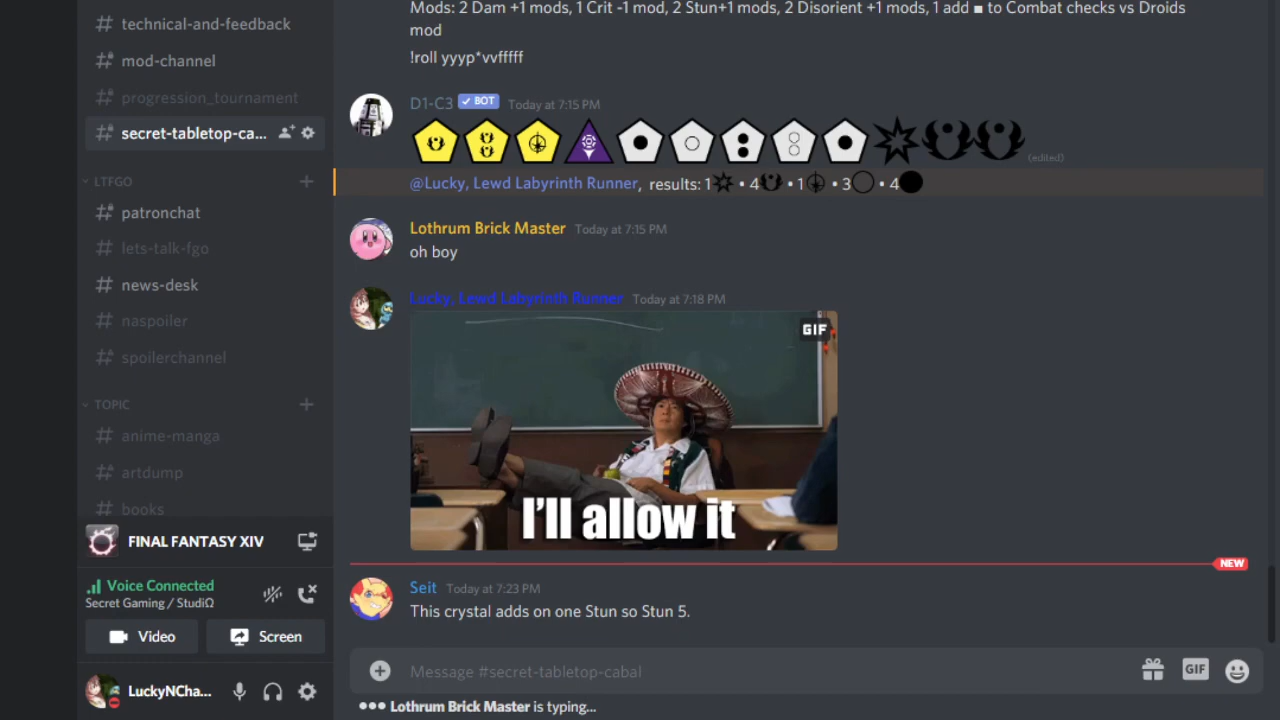 technical-and-feedback
mod-channel
progression_tournament
secret-tabletop-ca...
LTFGO
patronchat
lets-talk-fgo
news-desk
naspoiler
spoilerchannel
TOPIC
anime-manga
artdump
books
FINAL FANTASY XIV
Voice Connected
Secret Gaming / StudiΩ
Video
Screen
LuckyNCha...
Mods: 2 Dam +1 mods, 1 Crit -1 mod, 2 Stun+1 mods, 2 Disorient +1 mods, 1 add ■ to Combat checks vs Droids
mod
!roll yyyp*vvfffff
D1-C3 ✓ BOT Today at 7:15 PM
(edited)
@Lucky, Lewd Labyrinth Runner, results: 1 • 4 • 1 • 3 • 4
Lothrum Brick Master Today at 7:15 PM
oh boy
Lucky, Lewd Labyrinth Runner Today at 7:18 PM
GIF
I'll allow it
NEW
Seit Today at 7:23 PM
This crystal adds on one Stun so Stun 5.
Message #secret-tabletop-cabal
GIF
Lothrum Brick Master is typing...